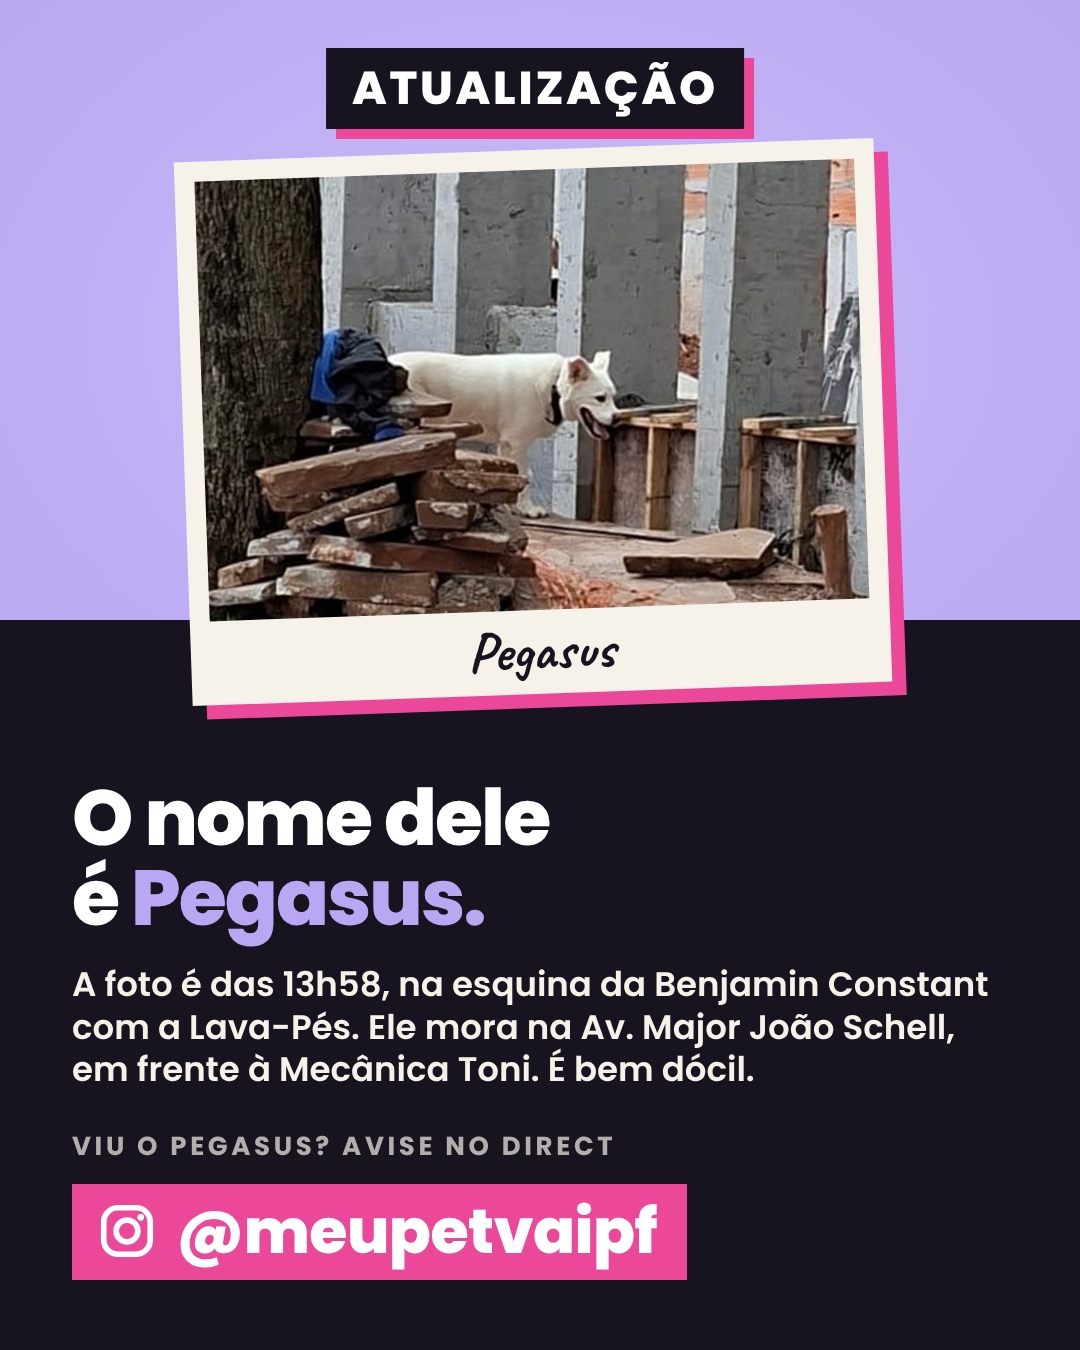 ATUALIZAÇÃO
Pegasus
O nome dele
é Pegasus.
A foto é das 13h58, na esquina da Benjamin Constant
com a Lava-Pés. Ele mora na Av. Major João Schell,
em frente à Mecânica Toni. É bem dócil.
VIU O PEGASUS? AVISE NO DIRECT
@meupetvaipf